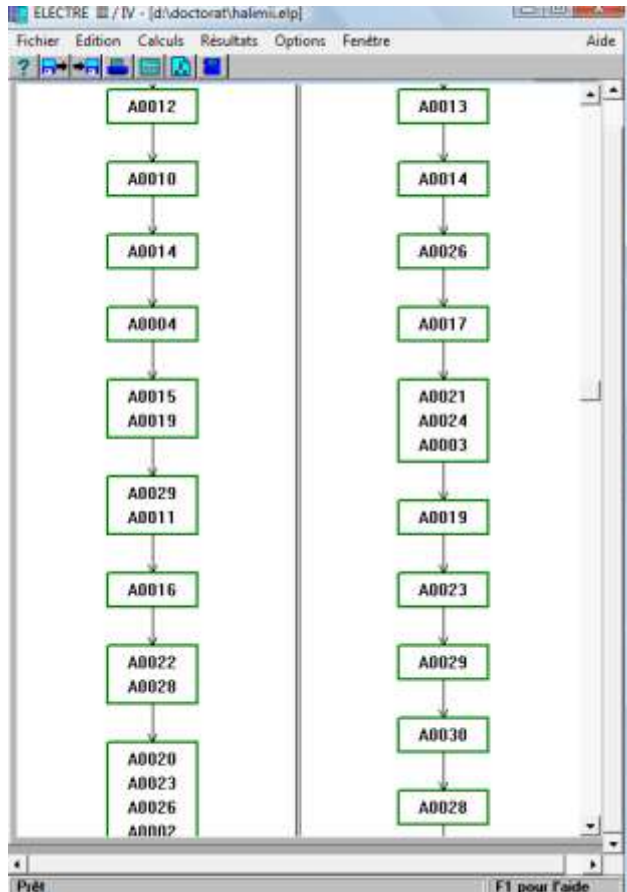 ELECTRE III / IV - [d:\doctorat\halimii.elp]
Fichier Edition Calculs Résultats Options Fenêtre Aide
?
A0012
A0010
A0014
A0004
A0015
A0019
A0029
A0011
A0016
A0022
A0028
A0020
A0023
A0026
A0002
A0013
A0014
A0026
A0017
A0021
A0024
A0003
A0019
A0023
A0029
A0030
A0028
Prêt F1 pour l'aide